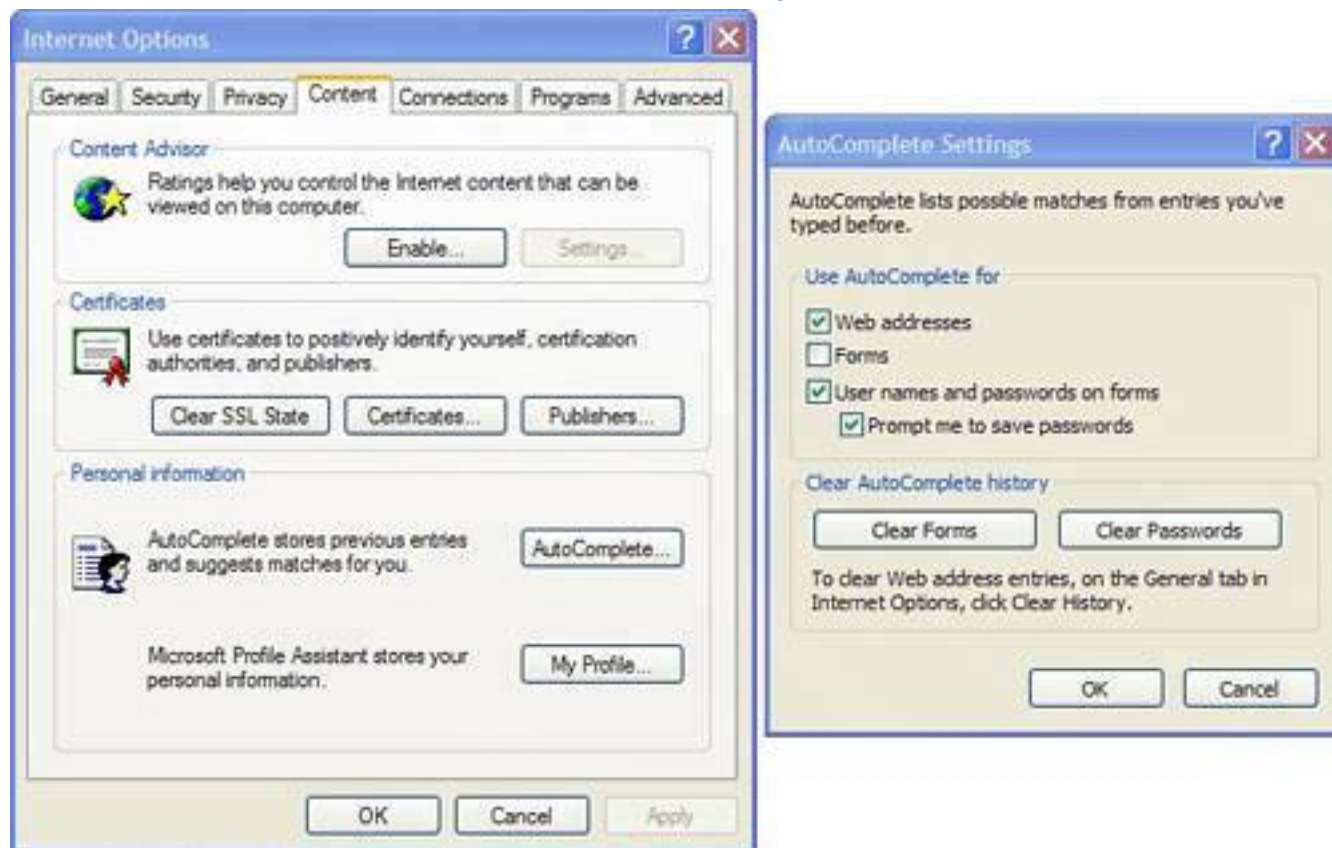 Internet Options
General Security Privacy Content Connections Programs Advanced
Content Advisor
Ratings help you control the Internet content that can be
viewed on this computer.
Enable... Settings...
Certificates
Use certificates to positively identify yourself, certification
authorities, and publishers.
Clear SSL State Certificates... Publishers...
Personal information
AutoComplete stores previous entries
and suggests matches for you.
AutoComplete...
Microsoft Profile Assistant stores your
personal information.
My Profile...
OK Cancel Apply
AutoComplete Settings
AutoComplete lists possible matches from entries you've
typed before.
Use AutoComplete for
Web addresses
Forms
User names and passwords on forms
Prompt me to save passwords
Clear AutoComplete history
Clear Forms Clear Passwords
To clear Web address entries, on the General tab in
Internet Options, click Clear History.
OK Cancel